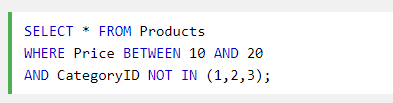 SELECT * FROM Products
WHERE Price BETWEEN 10 AND 20
AND CategoryID NOT IN (1,2,3);